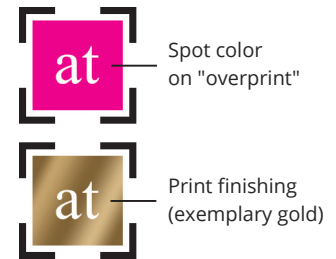 at
Spot color
on "overprint"
at
Print finishing
(exemplary gold)